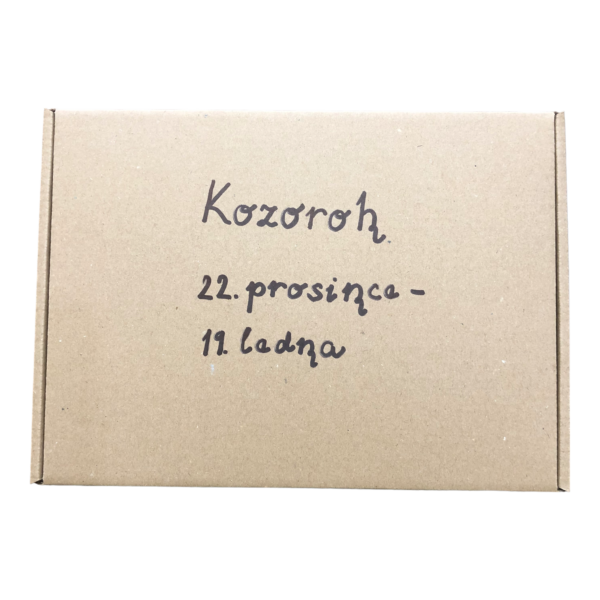 Kozoroh
22. prosince -
19. ledna